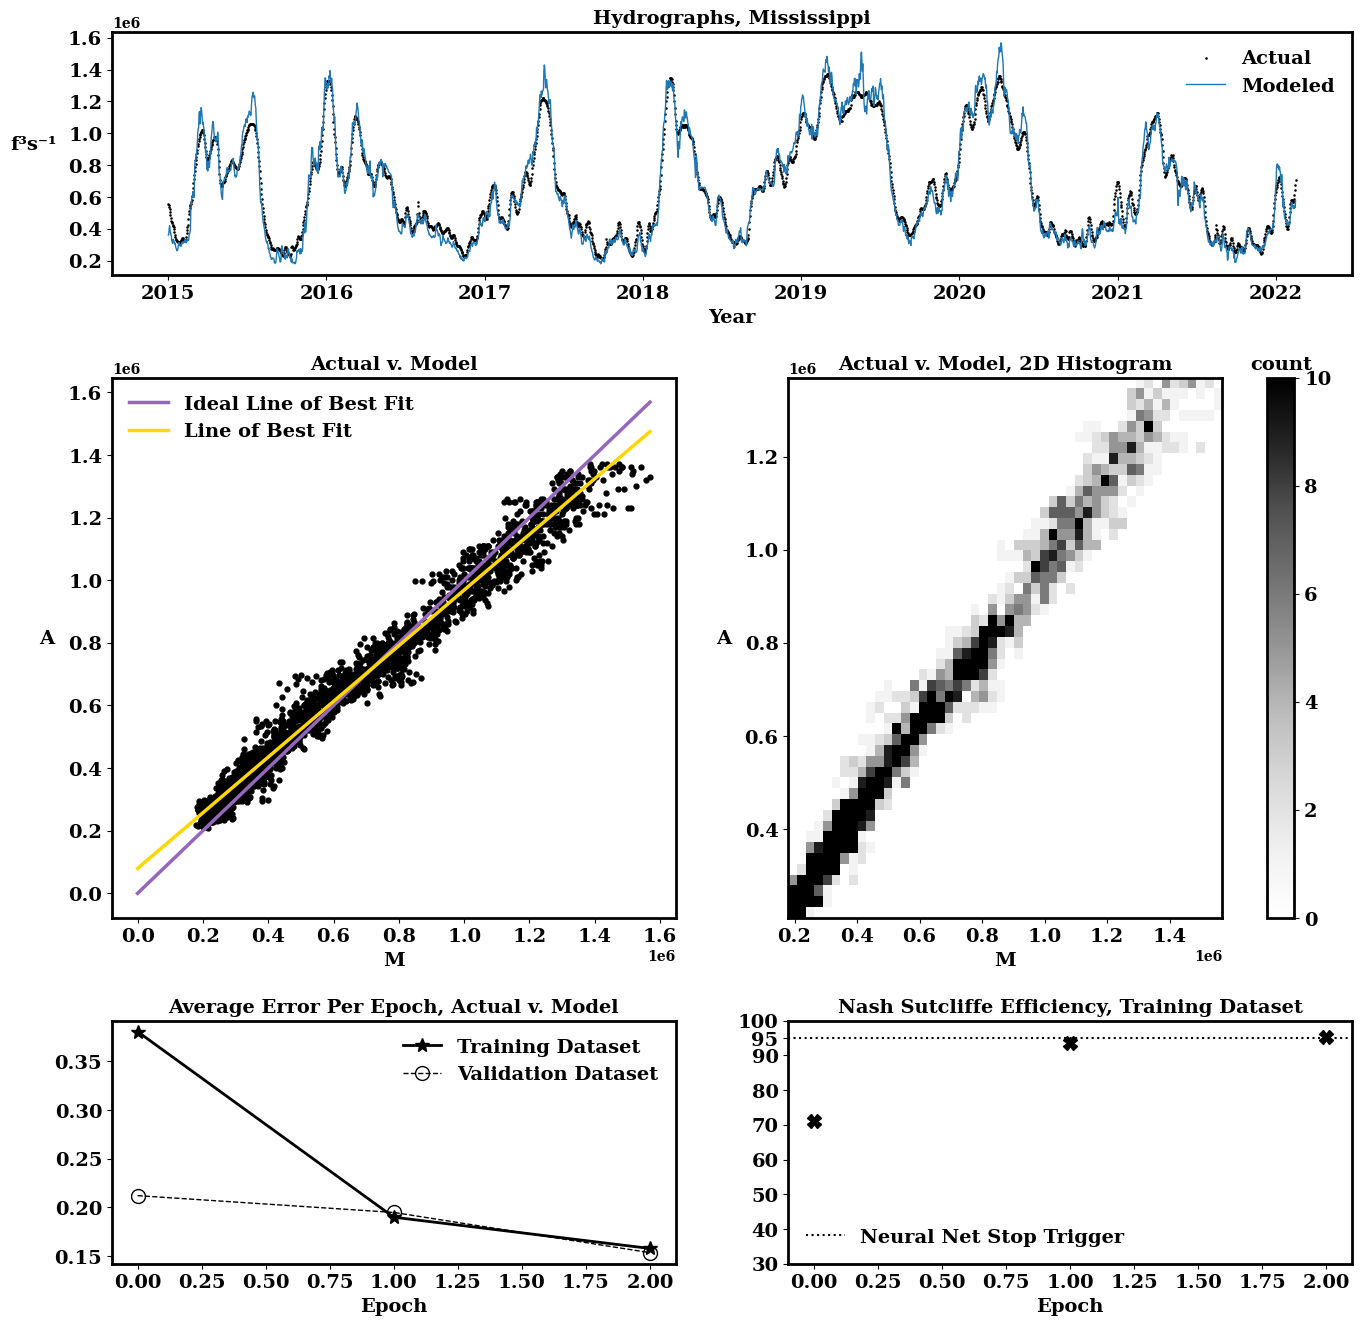 Hydrographs, Mississippi
1e6
1.6
1.4
1.2
1.0
0.8
0.6
0.4
0.2
f³s⁻¹
Actual
Modeled
2015 2016 2017 2018 2019 2020 2021 2022
Year
Actual v. Model
1e6
1.6
1.4
1.2
1.0
0.8
0.6
0.4
0.2
0.0
A
Ideal Line of Best Fit
Line of Best Fit
0.0 0.2 0.4 0.6 0.8 1.0 1.2 1.4 1.6
M
1e6
Actual v. Model, 2D Histogram
1e6
1.2
1.0
0.8
0.6
0.4
A
0.2 0.4 0.6 0.8 1.0 1.2 1.4
M
1e6
count
10
8
6
4
2
0
Average Error Per Epoch, Actual v. Model
0.35
0.30
0.25
0.20
0.15
Training Dataset
Validation Dataset
0.00 0.25 0.50 0.75 1.00 1.25 1.50 1.75 2.00
Epoch
Nash Sutcliffe Efficiency, Training Dataset
100
95
90
80
70
60
50
40
30
Neural Net Stop Trigger
0.00 0.25 0.50 0.75 1.00 1.25 1.50 1.75 2.00
Epoch